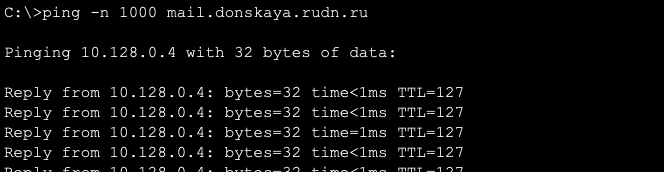 C:\>ping -n 1000 mail.donskaya.rudn.ru
Pinging 10.128.0.4 with 32 bytes of data:
Reply from 10.128.0.4: bytes=32 time<1ms TTL=127
Reply from 10.128.0.4: bytes=32 time<1ms TTL=127
Reply from 10.128.0.4: bytes=32 time=1ms TTL=127
Reply from 10.128.0.4: bytes=32 time<1ms TTL=127
Reply from 10.128.0.4: bytes=32 time<1ms TTL=127